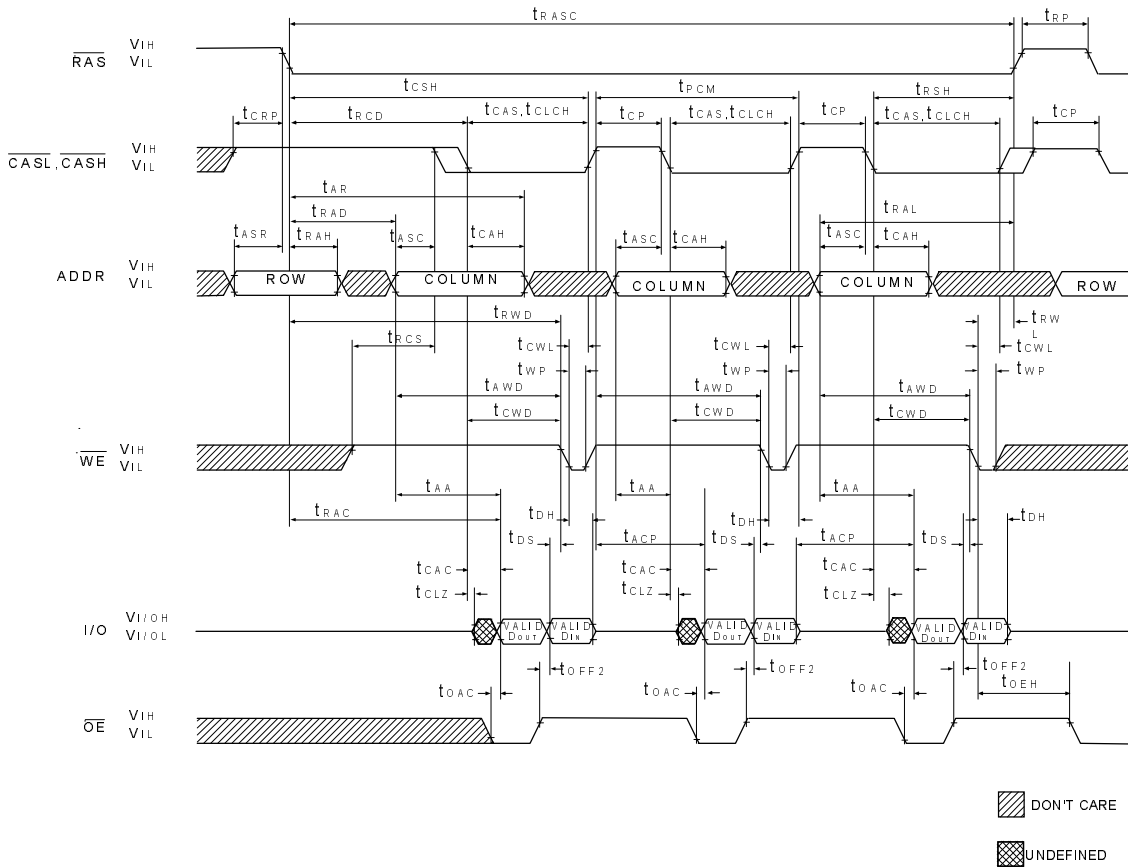 tRASC tRP
RAS VIH
VIL
tCSH tPCM tRSH
tCRP tRCD tCAS,tCLCH tCP tCAS,tCLCH tCP tCAS,tCLCH tCP
CASL,CASH VIH
VIL
tAR
tRAD tRAL
tASR tRAH tASC tCAH tASC tCAH tASC tCAH
ADDR VIH
VIL
ROW COLUMN COLUMN COLUMN ROW
tRWD tRW
L
tRCS tCWL tCWL tCWL
tWP tWP tWP
tAWD tAWD tAWD
tCWD tCWD tCWD
WE VIH
VIL
tAA tAA tAA
tRAC tDH tDH tDH
tDS tACP tDS tACP tDS
tCAC tCAC tCAC
tCLZ tCLZ tCLZ
I/O VI/OH
VI/OL
VALID VALID VALID VALID VALID VALID
DOUT DIN DOUT DIN DOUT DIN
tOFF2 tOFF2 tOFF2
tOAC tOAC tOAC tOEH
OE VIH
VIL
DON'T CARE
UNDEFINED